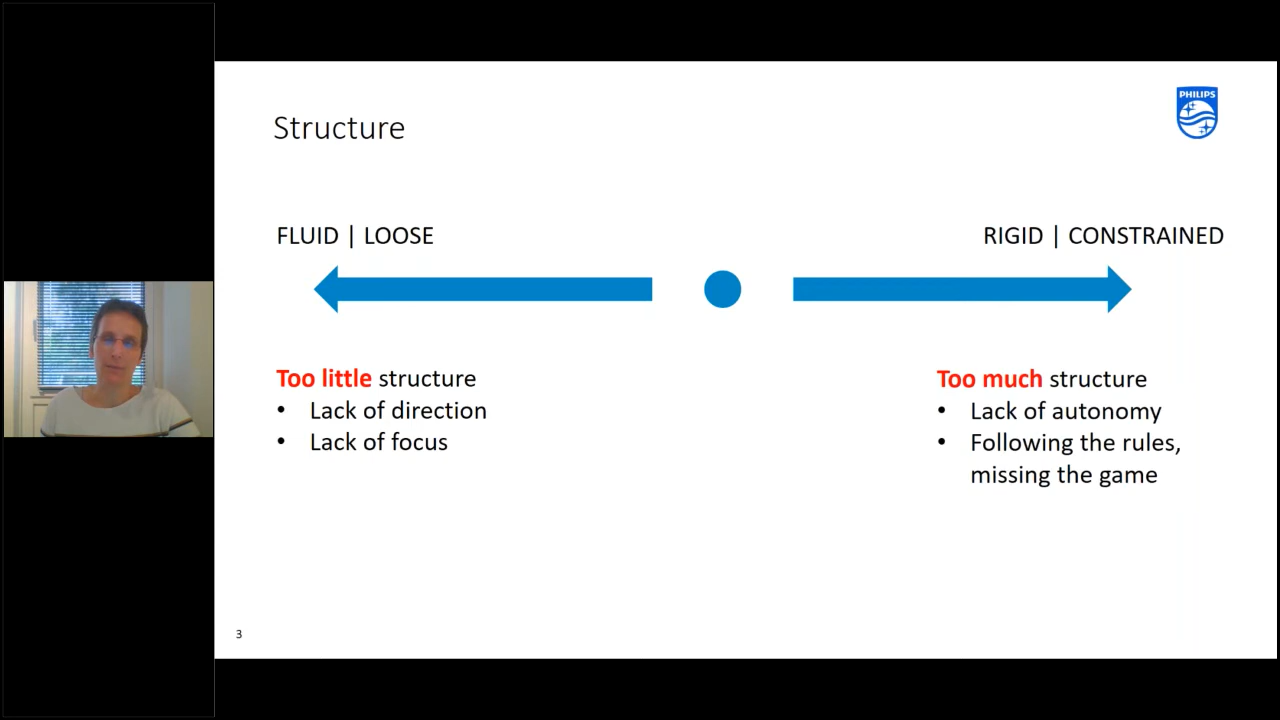 PHILIPS
Structure
FLUID | LOOSE
RIGID | CONSTRAINED
Too little structure
• Lack of direction
• Lack of focus
Too much structure
• Lack of autonomy
• Following the rules,
missing the game
3